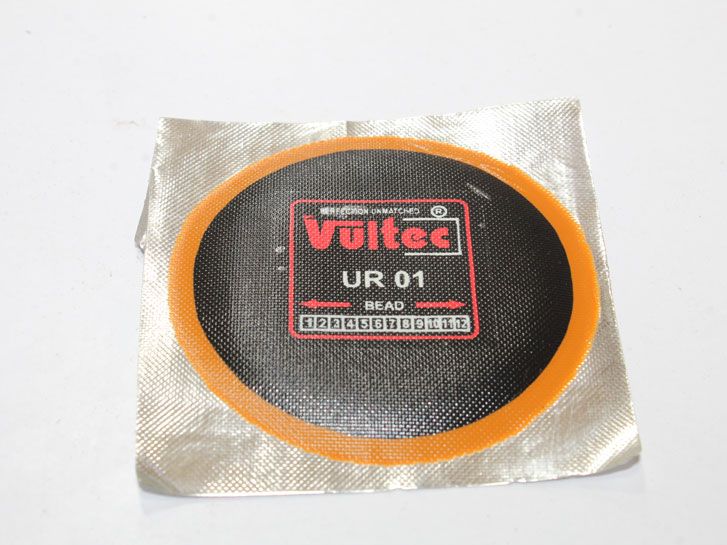 PERFECTION UNMATCHED ®
Vultec
UR 01
BEAD
1 2 3 4 5 6 7 8 9 10 11 12